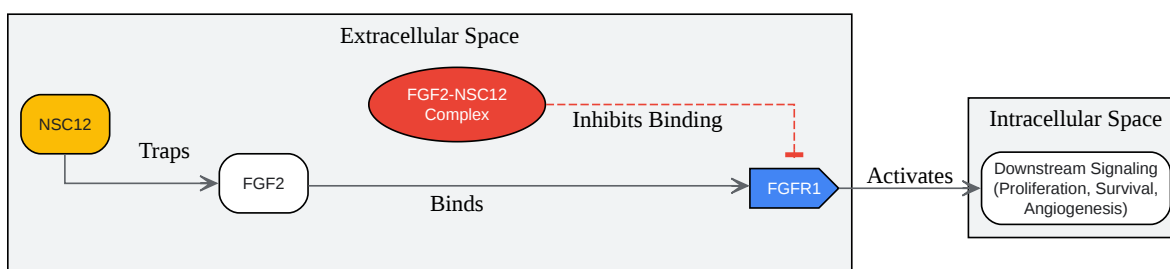 Extracellular Space
FGF2-NSC12
Complex
NSC12
Inhibits Binding
Traps
FGF2
Binds
FGFR1
Activates
Intracellular Space
Downstream Signaling
(Proliferation, Survival,
Angiogenesis)